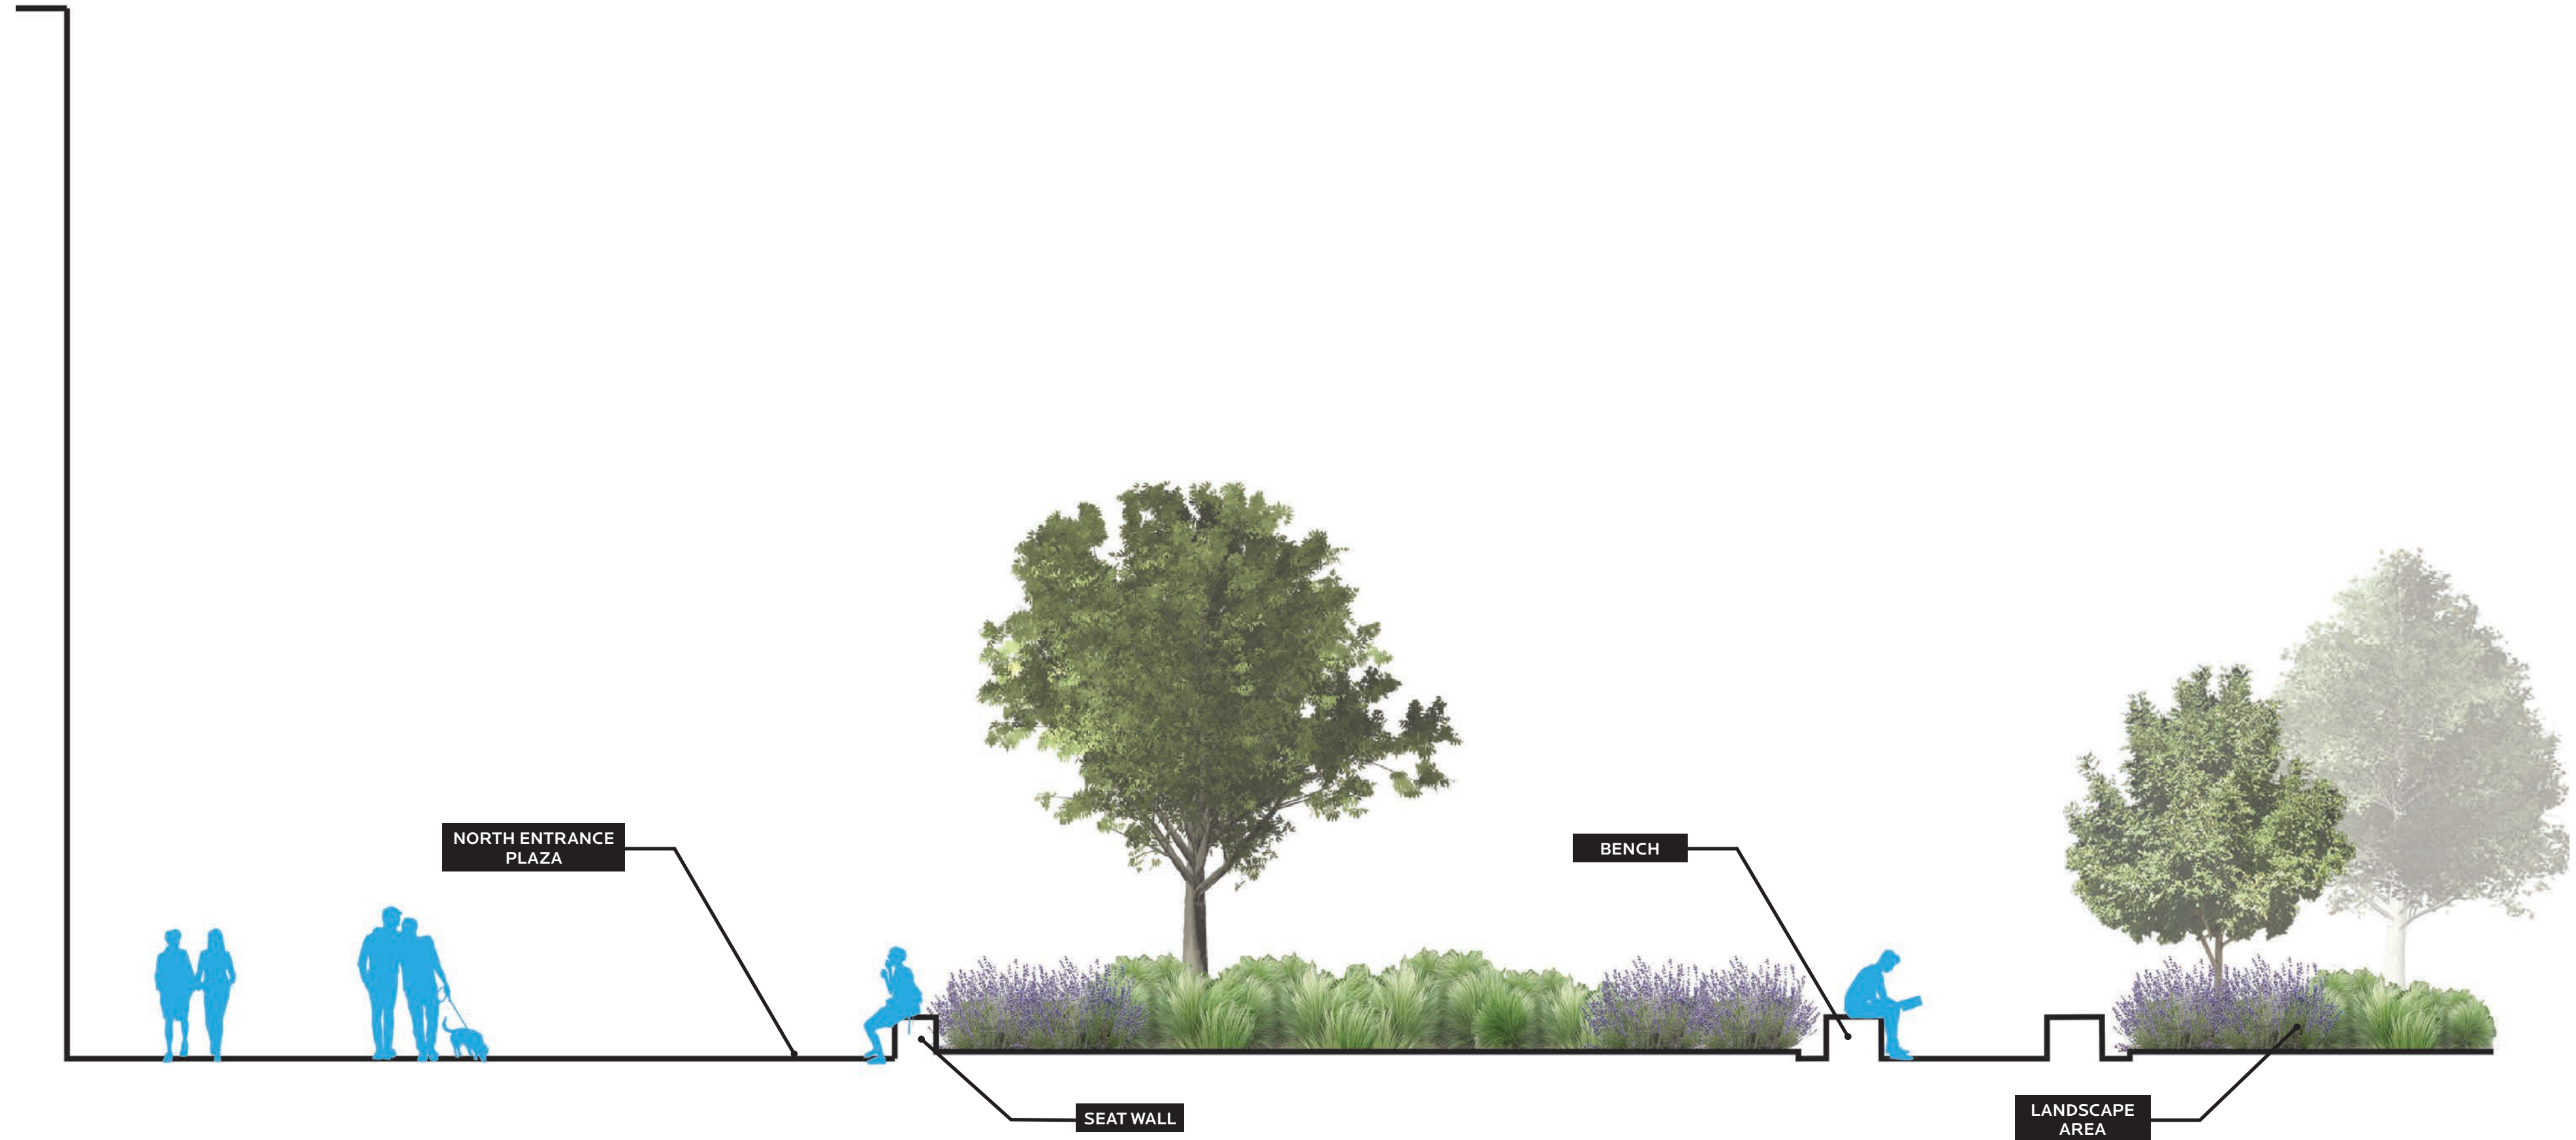 NORTH ENTRANCE
PLAZA
BENCH
SEAT WALL
LANDSCAPE
AREA